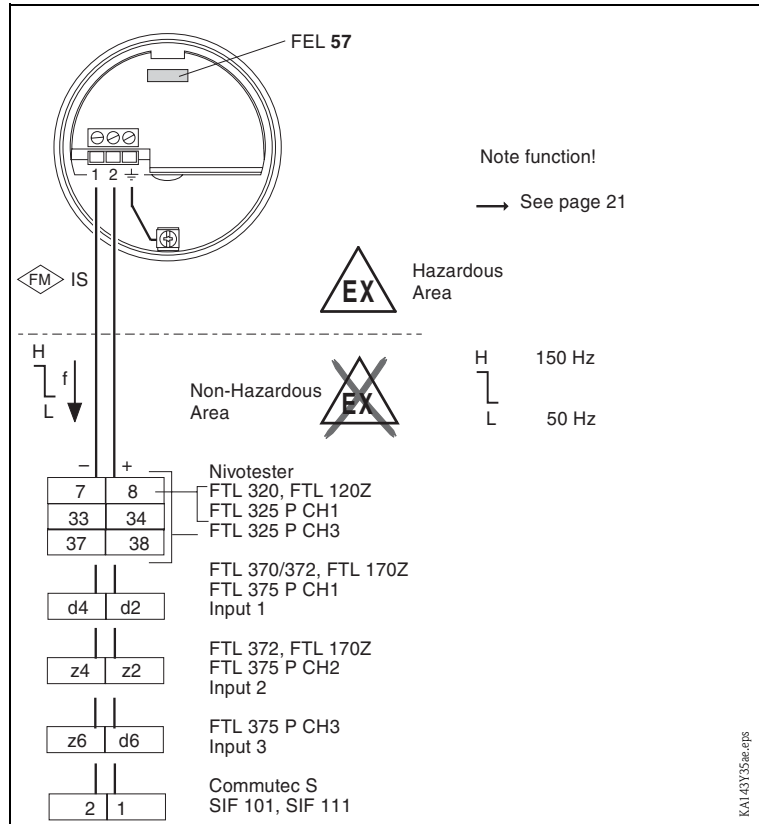 FEL 57
1 2
Note function!
→ See page 21
FM IS
EX
Hazardous
Area
H
f
L
Non-Hazardous
Area
EX
H 150 Hz
L 50 Hz
– +
7 8
33 34
37 38
Nivotester
FTL 320, FTL 120Z
FTL 325 P CH1
FTL 325 P CH3
d4 d2
FTL 370/372, FTL 170Z
FTL 375 P CH1
Input 1
z4 z2
FTL 372, FTL 170Z
FTL 375 P CH2
Input 2
z6 d6
FTL 375 P CH3
Input 3
2 1
Commutec S
SIF 101, SIF 111
KA143Y35ae.eps